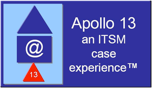 Apollo 13
an ITSM
case
experience™
@
13